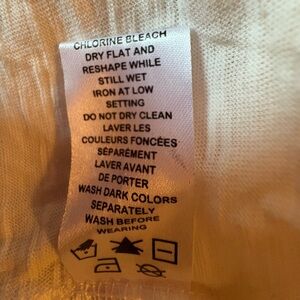 CHLORINE BLEACH
DRY FLAT AND
RESHAPE WHILE
STILL WET
IRON AT LOW
SETTING
DO NOT DRY CLEAN
LAVER LES
COULEURS FONCÉES
SÉPARÉMENT
LAVER AVANT
DE PORTER
WASH DARK COLORS
SEPARATELY
WASH BEFORE
WEARING